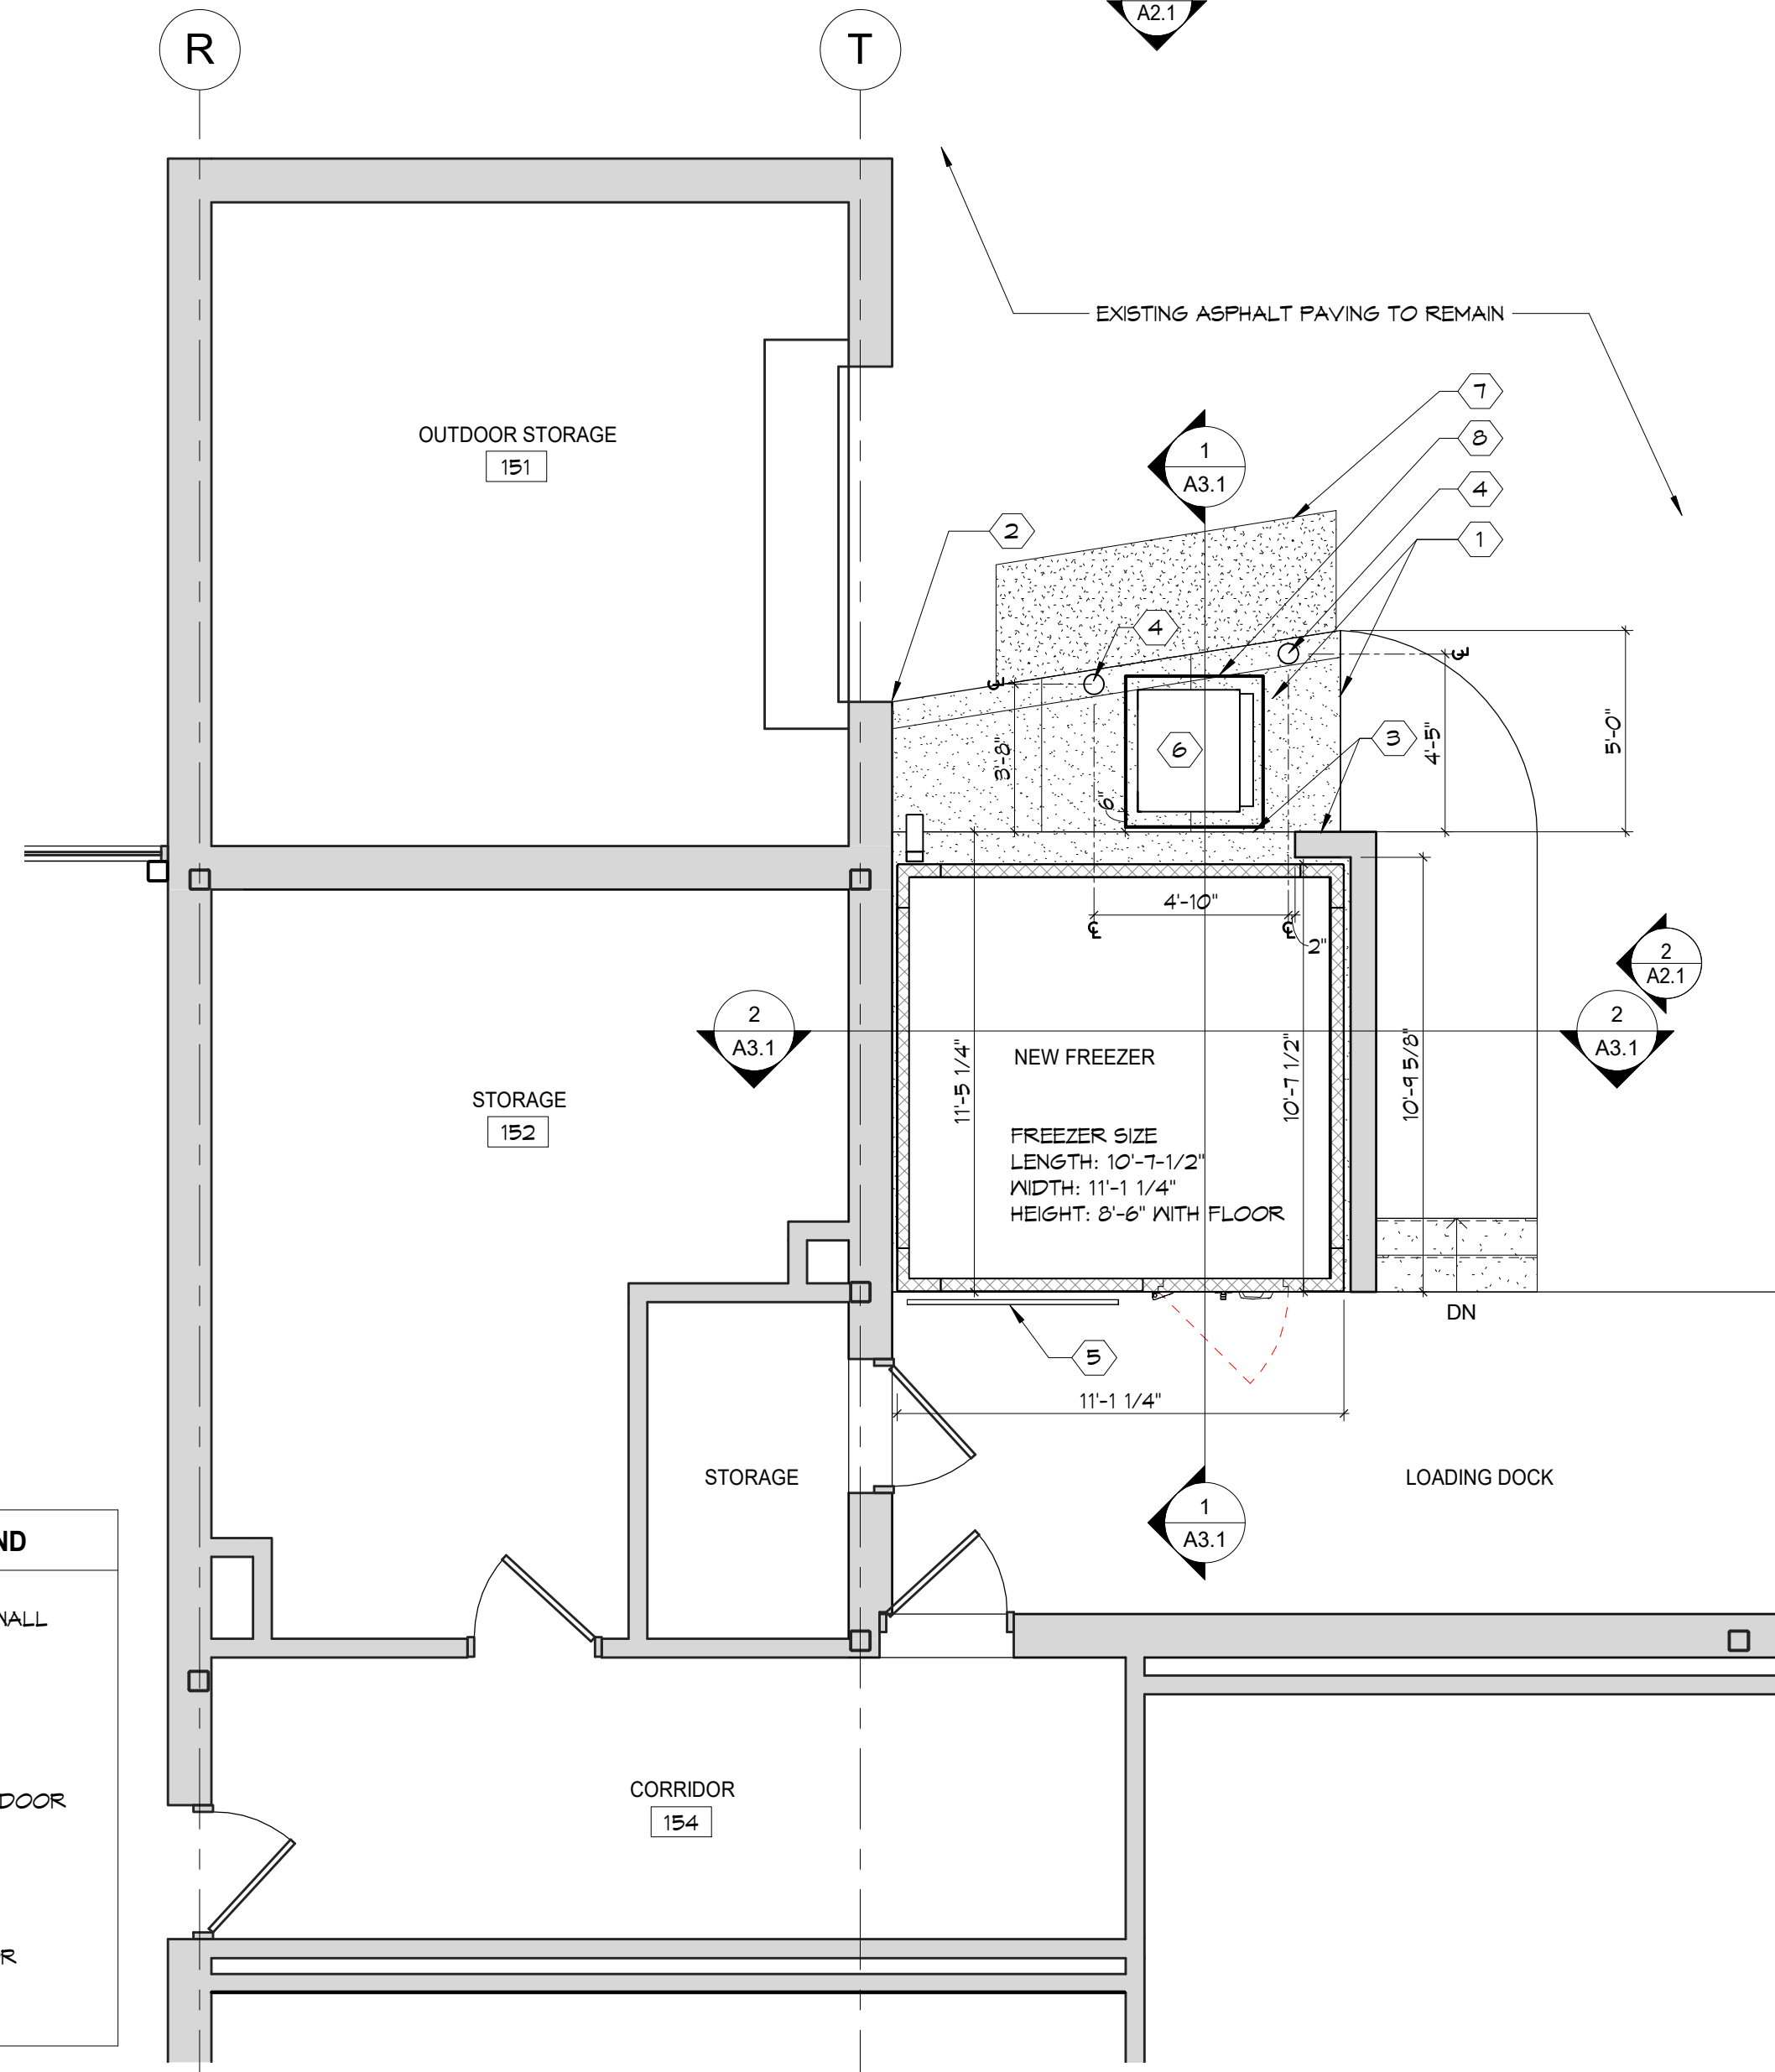 R
T
A2.1
EXISTING ASPHALT PAVING TO REMAIN
7
8
4
1
1
A3.1
2
4
3
6
OUTDOOR STORAGE
151
3'-8"
6"
4'-5"
5'-0"
℄
℄
4'-10"
℄
℄
2"
2
A2.1
2
A3.1
2
A3.1
11'-5 1/4"
10'-7 1/2"
10'-9 5/8"
NEW FREEZER
FREEZER SIZE
LENGTH: 10'-7-1/2"
WIDTH: 11'-1 1/4"
HEIGHT: 8'-6" WITH FLOOR
STORAGE
152
DN
5
11'-1 1/4"
STORAGE
LOADING DOCK
1
A3.1
CORRIDOR
154
ND
WALL
DOOR
R